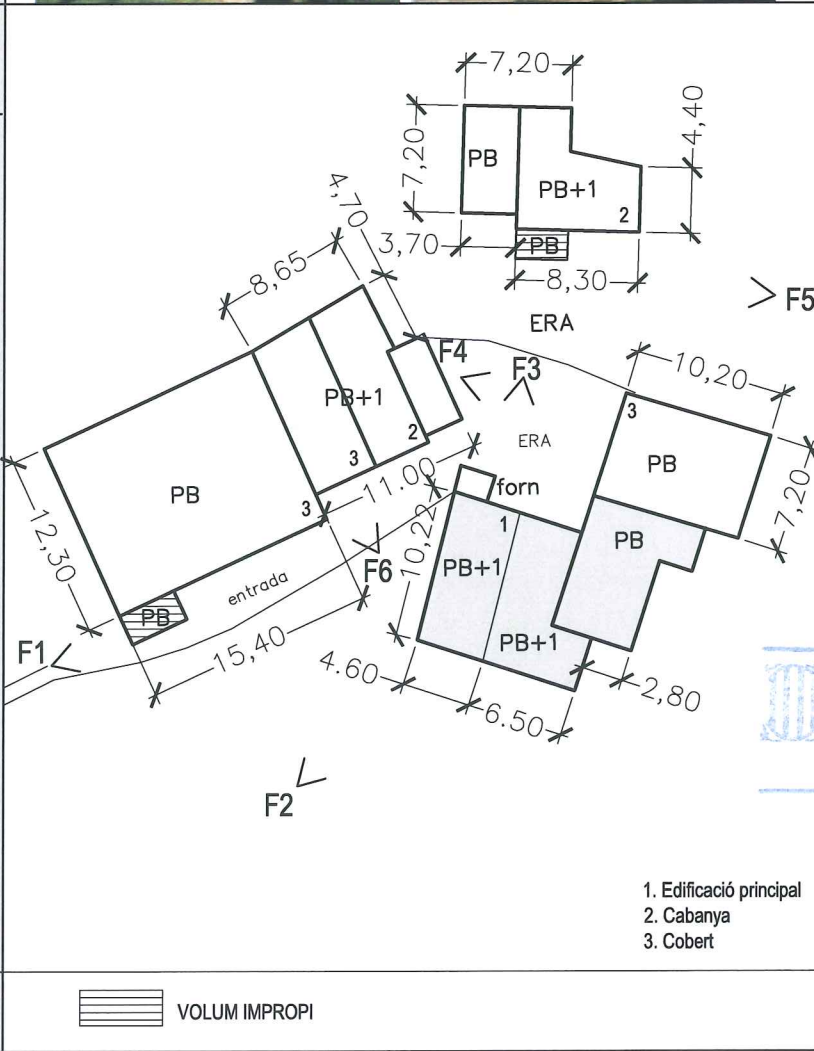 7,20
4,40
7,20
PB
PB+1
2
3,70
PB
8,30
4,70
8,65
F5
ERA
F4
F3
10,20
3
PB+1
2
3
ERA
PB
7,20
PB
11.00
forn
3
1
PB
12,30
10,22
F6
PB+1
entrada
PB
PB+1
F1
15,40
4.60
6.50
2,80
F2
1. Edificació principal
2. Cabanya
3. Cobert
VOLUM IMPROPI